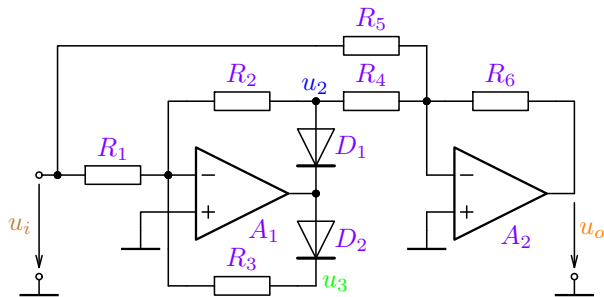 R5
R2 u2 R4 R6
R1 D1
− −
ui + A1 + A2 uo
D2
R3 u3